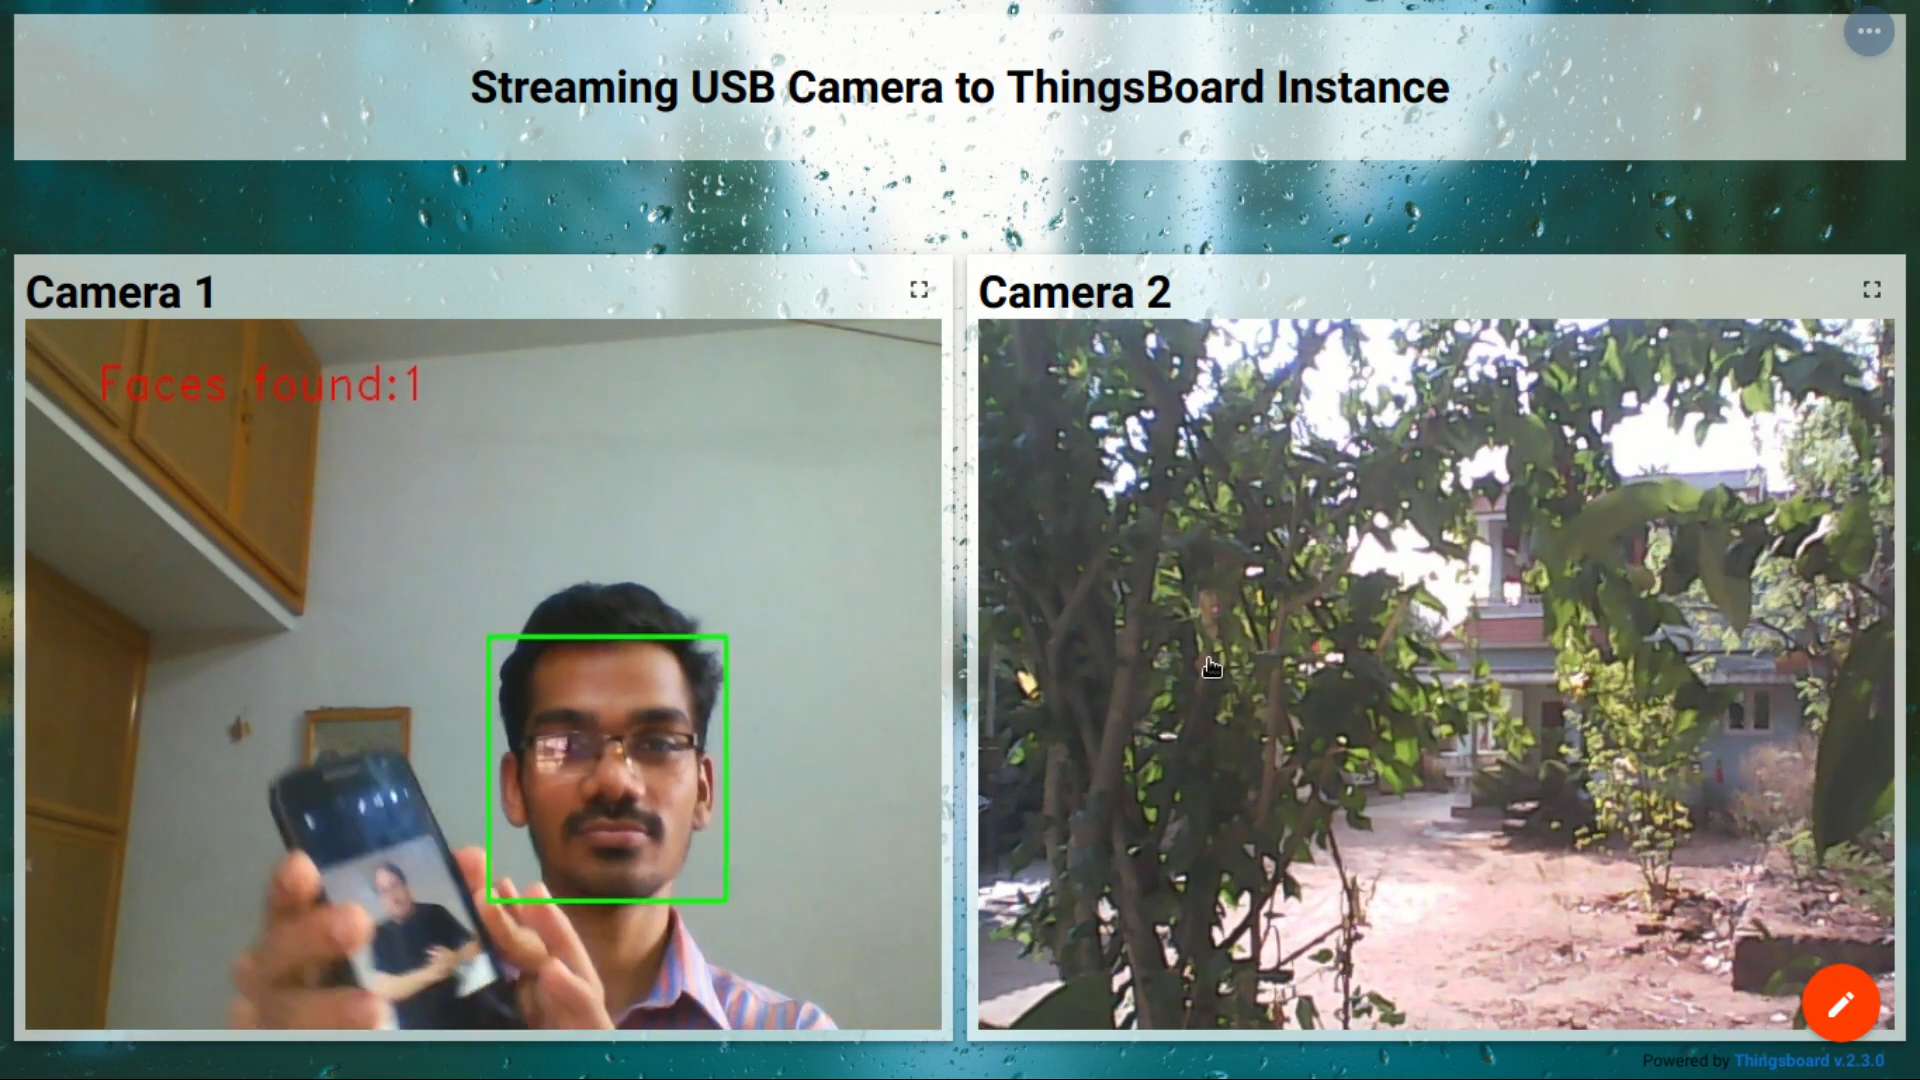 Streaming USB Camera to ThingsBoard Instance
Camera 1
Camera 2
Faces found:1
Powered by Thingsboard v.2.3.0